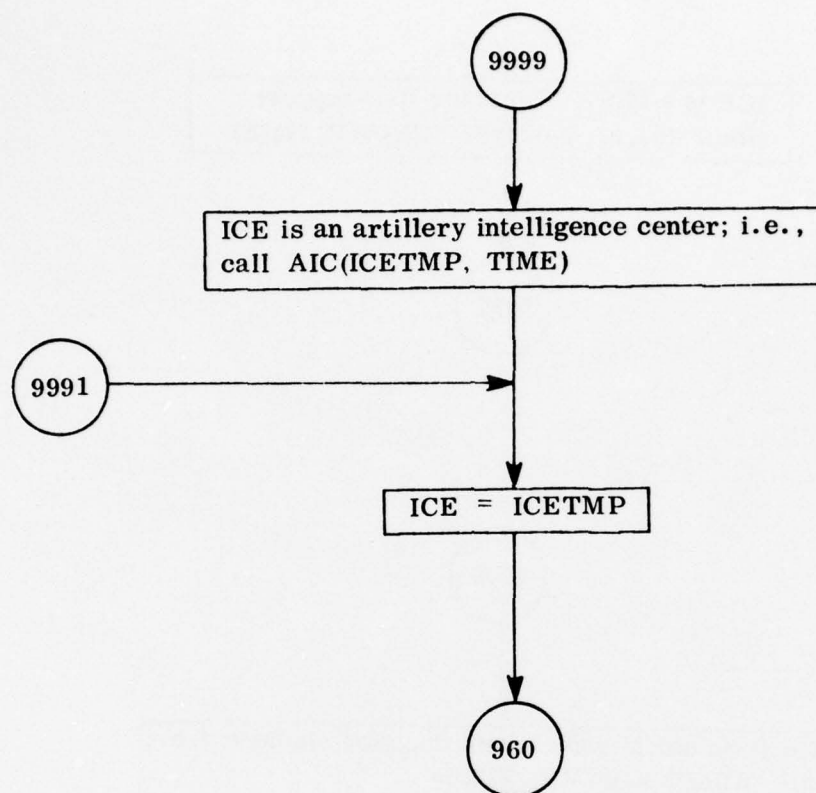 9999
ICE is an artillery intelligence center; i.e.,
call AIC(ICETMP, TIME)
9991
ICE = ICETMP
960